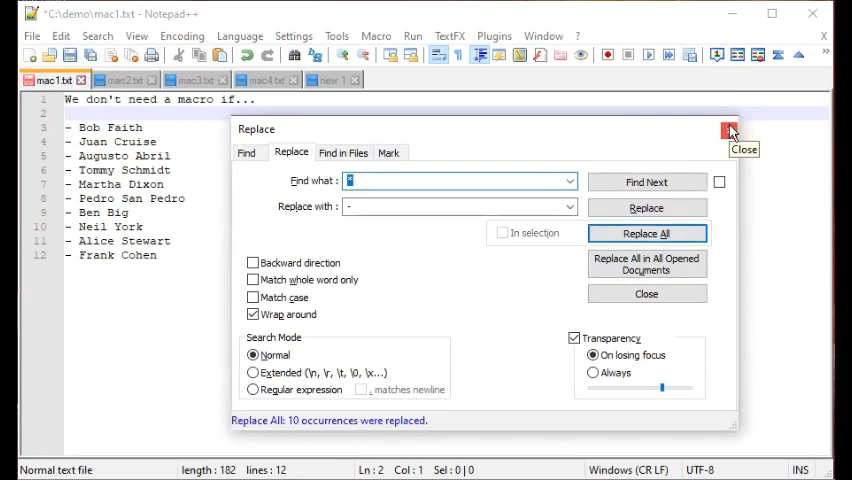 *C:\demo\mac1.txt - Notepad++
File Edit Search View Encoding Language Settings Tools Macro Run TextFX Plugins Window ? X
mac1.txt mac2.txt mac3.txt mac4.txt new 1
1 We don't need a macro if...
2
3 - Bob Faith
4 - Juan Cruise
5 - Augusto Abril
6 - Tommy Schmidt
7 - Martha Dixon
8 - Pedro San Pedro
9 - Ben Big
10 - Neil York
11 - Alice Stewart
12 - Frank Cohen
Replace
Close
Find Replace Find in Files Mark
Find what : * Find Next
Replace with : - Replace
In selection Replace All
Replace All in All Opened
Documents
Close
Backward direction
Match whole word only
Match case
Wrap around
Search Mode
Normal
Extended (\n, \r, \t, \0, \x...)
Regular expression . matches newline
Transparency
On losing focus
Always
Replace All: 10 occurrences were replaced.
Normal text file length : 182 lines : 12 Ln : 2 Col : 1 Sel : 0 | 0 Windows (CR LF) UTF-8 INS